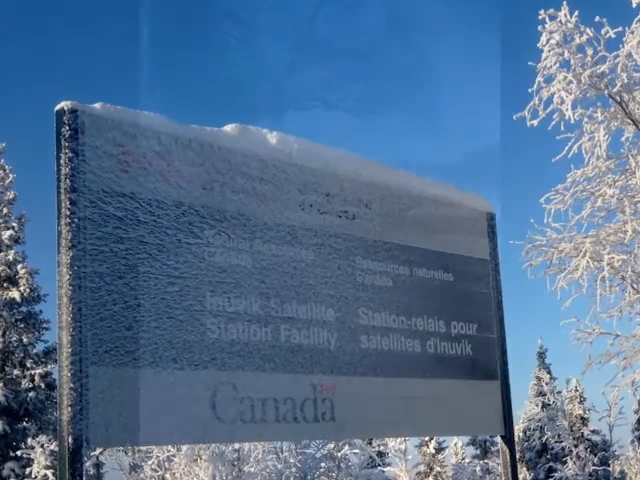 Natural Resources
Canada
Ressources naturelles
Canada
Inuvik Satellite
Station Facility
Station-relais pour
satellites d'Inuvik
Canada